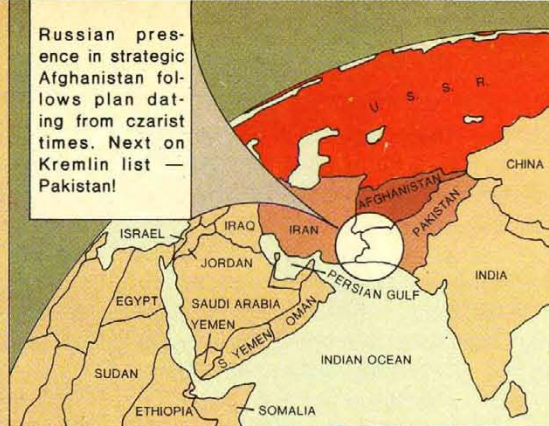 Russian pres-
ence in strategic
Afghanistan fol-
lows plan dat-
ing from czarist
times. Next on
Kremlin list —
Pakistan!
U. S. S. R.
CHINA
AFGHANISTAN
PAKISTAN
ISRAEL
IRAQ
IRAN
JORDAN
PERSIAN GULF
INDIA
EGYPT
SAUDI ARABIA
OMAN
YEMEN
S. YEMEN
INDIAN OCEAN
SUDAN
ETHIOPIA
SOMALIA